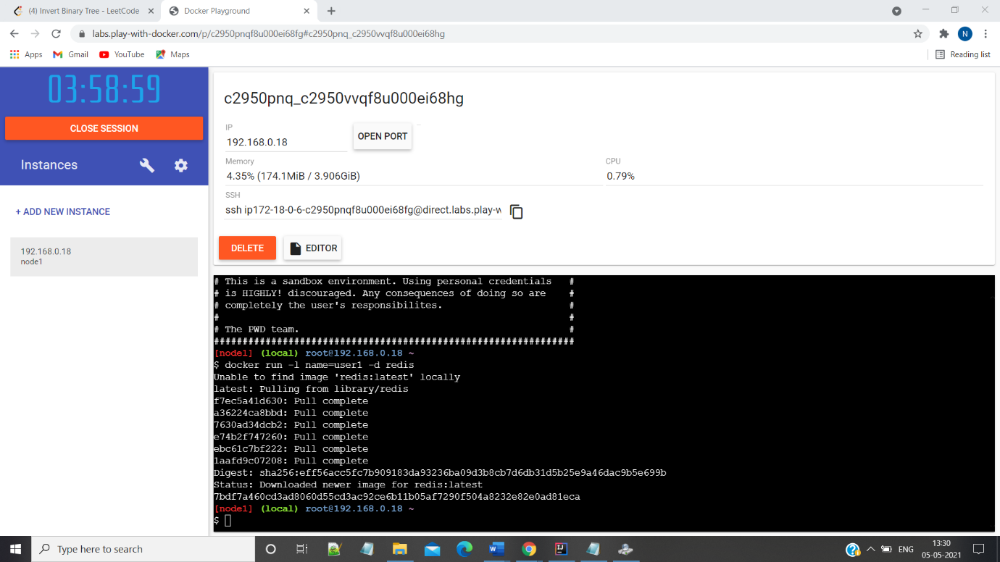 (4) Invert Binary Tree - LeetCode
Docker Playground
labs.play-with-docker.com/p/c2950pnqf8u000ei68fg#c2950pnq_c2950vvqf8u000ei68hg
N
Apps Gmail YouTube Maps
Reading list
03:58:59
CLOSE SESSION
Instances
+ ADD NEW INSTANCE
192.168.0.18
node1
c2950pnq_c2950vvqf8u000ei68hg
IP
192.168.0.18
OPEN PORT
Memory
4.35% (174.1MiB / 3.906GiB)
CPU
0.79%
SSH
ssh ip172-18-0-6-c2950pnqf8u000ei68fg@direct.labs.play-w
DELETE
EDITOR
# This is a sandbox environment. Using personal credentials #
# is HIGHLY! discouraged. Any consequences of doing so are #
# completely the user's responsibilites. #
# #
# The PWD team. #
###############################################################
[node1] (local) root@192.168.0.18 ~
$ docker run -l name=user1 -d redis
Unable to find image 'redis:latest' locally
latest: Pulling from library/redis
f7ec5a41d630: Pull complete
a36224ca8bbd: Pull complete
7630ad34dcb2: Pull complete
e74b2f747260: Pull complete
ebc61c7bf222: Pull complete
1aafd9c07208: Pull complete
Digest: sha256:eff56acc5fc7b909183da93236ba09d3b8cb7d6db31d5b25e9a46dac9b5e699b
Status: Downloaded newer image for redis:latest
7bdf7a460cd3ad8060d55cd3ac92ce6b11b05af7290f504a8232e82e0ad81eca
[node1] (local) root@192.168.0.18 ~
$
Type here to search
ENG
13:30
05-05-2021